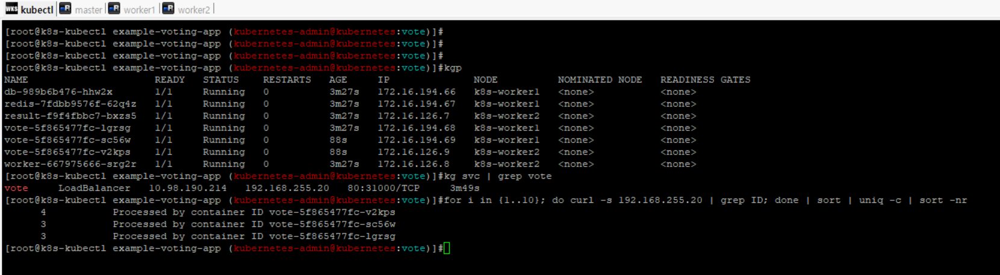 WKS kubectl R master R worker1 R worker2
[root@k8s-kubectl example-voting-app (kubernetes-admin@kubernetes:vote)]#
[root@k8s-kubectl example-voting-app (kubernetes-admin@kubernetes:vote)]#
[root@k8s-kubectl example-voting-app (kubernetes-admin@kubernetes:vote)]#
[root@k8s-kubectl example-voting-app (kubernetes-admin@kubernetes:vote)]#kgp
NAME READY STATUS RESTARTS AGE IP NODE NOMINATED NODE READINESS GATES
db-989b6b476-hhw2x 1/1 Running 0 3m27s 172.16.194.66 k8s-worker1 <none> <none>
redis-7fdbb9576f-62q4z 1/1 Running 0 3m27s 172.16.194.67 k8s-worker1 <none> <none>
result-f9f4fbbc7-bxzs5 1/1 Running 0 3m27s 172.16.126.7 k8s-worker2 <none> <none>
vote-5f865477fc-lgrsg 1/1 Running 0 3m27s 172.16.194.68 k8s-worker1 <none> <none>
vote-5f865477fc-sc56w 1/1 Running 0 88s 172.16.194.69 k8s-worker1 <none> <none>
vote-5f865477fc-v2kps 1/1 Running 0 88s 172.16.126.9 k8s-worker2 <none> <none>
worker-667975666-srg2r 1/1 Running 0 3m27s 172.16.126.8 k8s-worker2 <none> <none>
[root@k8s-kubectl example-voting-app (kubernetes-admin@kubernetes:vote)]#kg svc | grep vote
vote LoadBalancer 10.98.190.214 192.168.255.20 80:31000/TCP 3m49s
[root@k8s-kubectl example-voting-app (kubernetes-admin@kubernetes:vote)]#for i in {1..10}; do curl -s 192.168.255.20 | grep ID; done | sort | uniq -c | sort -nr
4 Processed by container ID vote-5f865477fc-v2kps
3 Processed by container ID vote-5f865477fc-sc56w
3 Processed by container ID vote-5f865477fc-lgrsg
[root@k8s-kubectl example-voting-app (kubernetes-admin@kubernetes:vote)]#